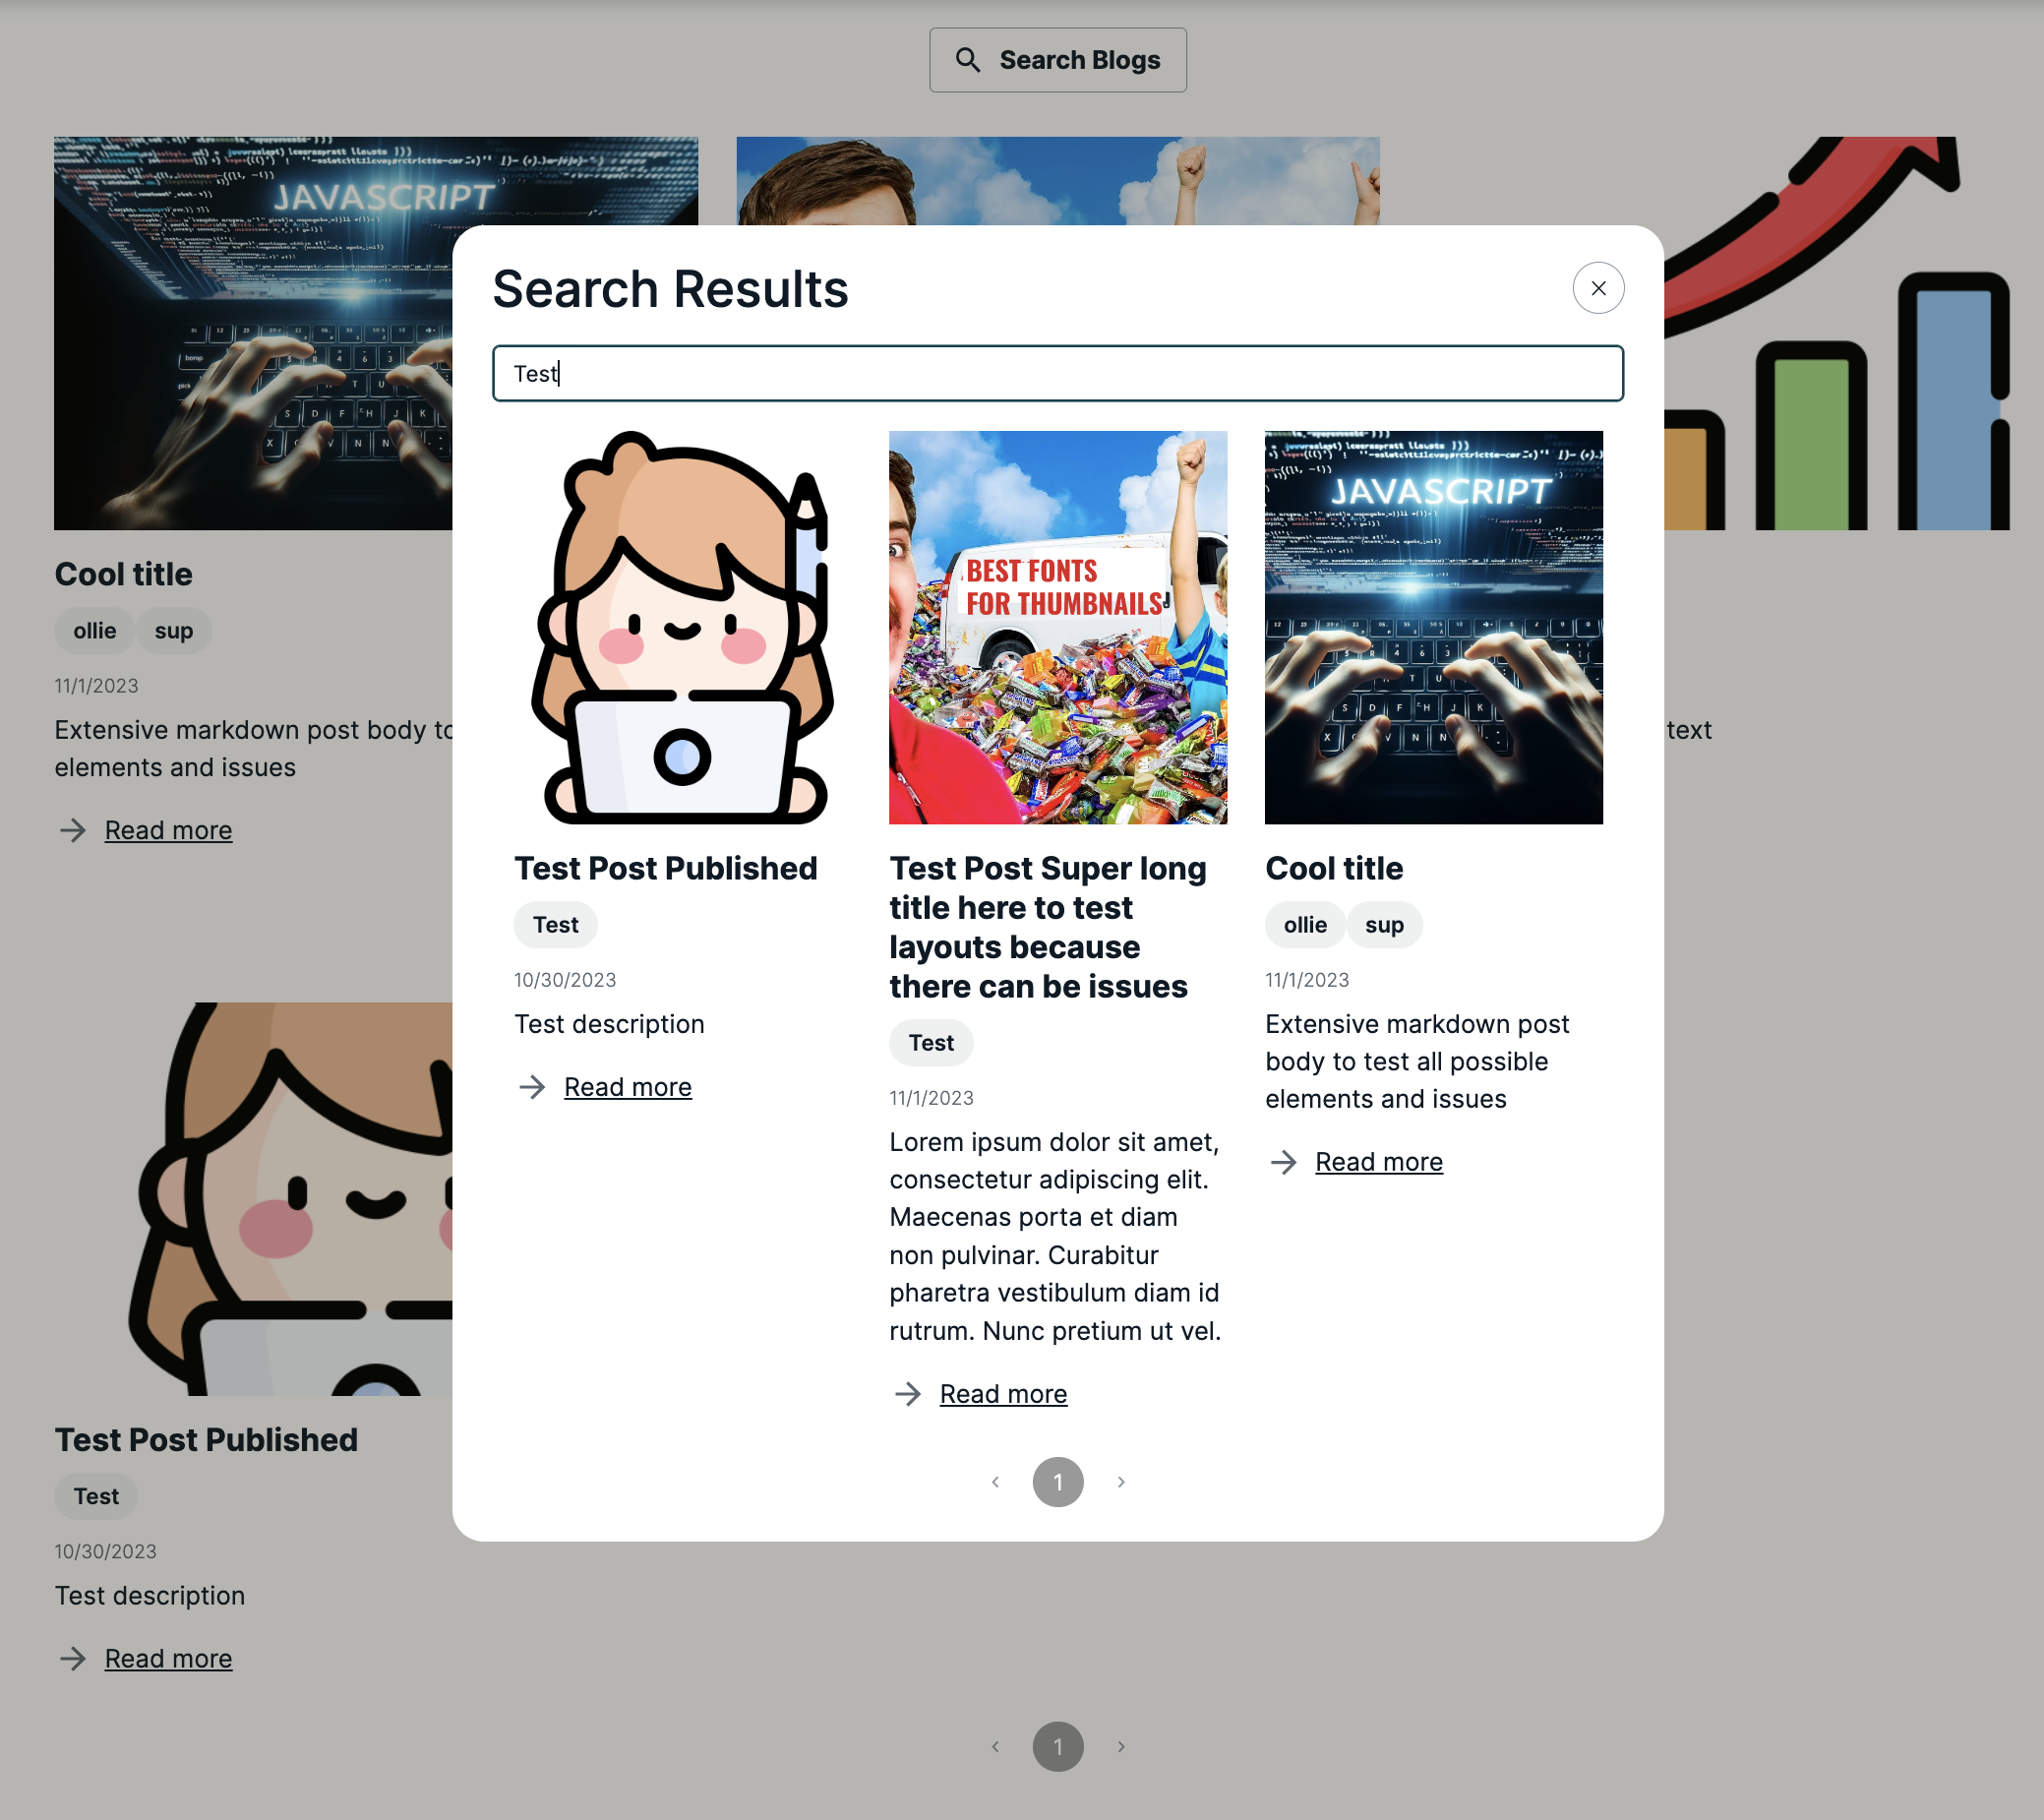 Search Blogs
JAVASCRIPT
Search Results
Test
BEST FONTS
FOR THUMBNAILS
JAVASCRIPT
Test Post Published
Test
10/30/2023
Test description
Read more
Test Post Super long
title here to test
layouts because
there can be issues
Test
11/1/2023
Lorem ipsum dolor sit amet,
consectetur adipiscing elit.
Maecenas porta et diam
non pulvinar. Curabitur
pharetra vestibulum diam id
rutrum. Nunc pretium ut vel.
Read more
Cool title
ollie sup
11/1/2023
Extensive markdown post
body to test all possible
elements and issues
Read more
1
Cool title
ollie sup
11/1/2023
Extensive markdown post body to
elements and issues
Read more
text
Test Post Published
Test
10/30/2023
Test description
Read more
1